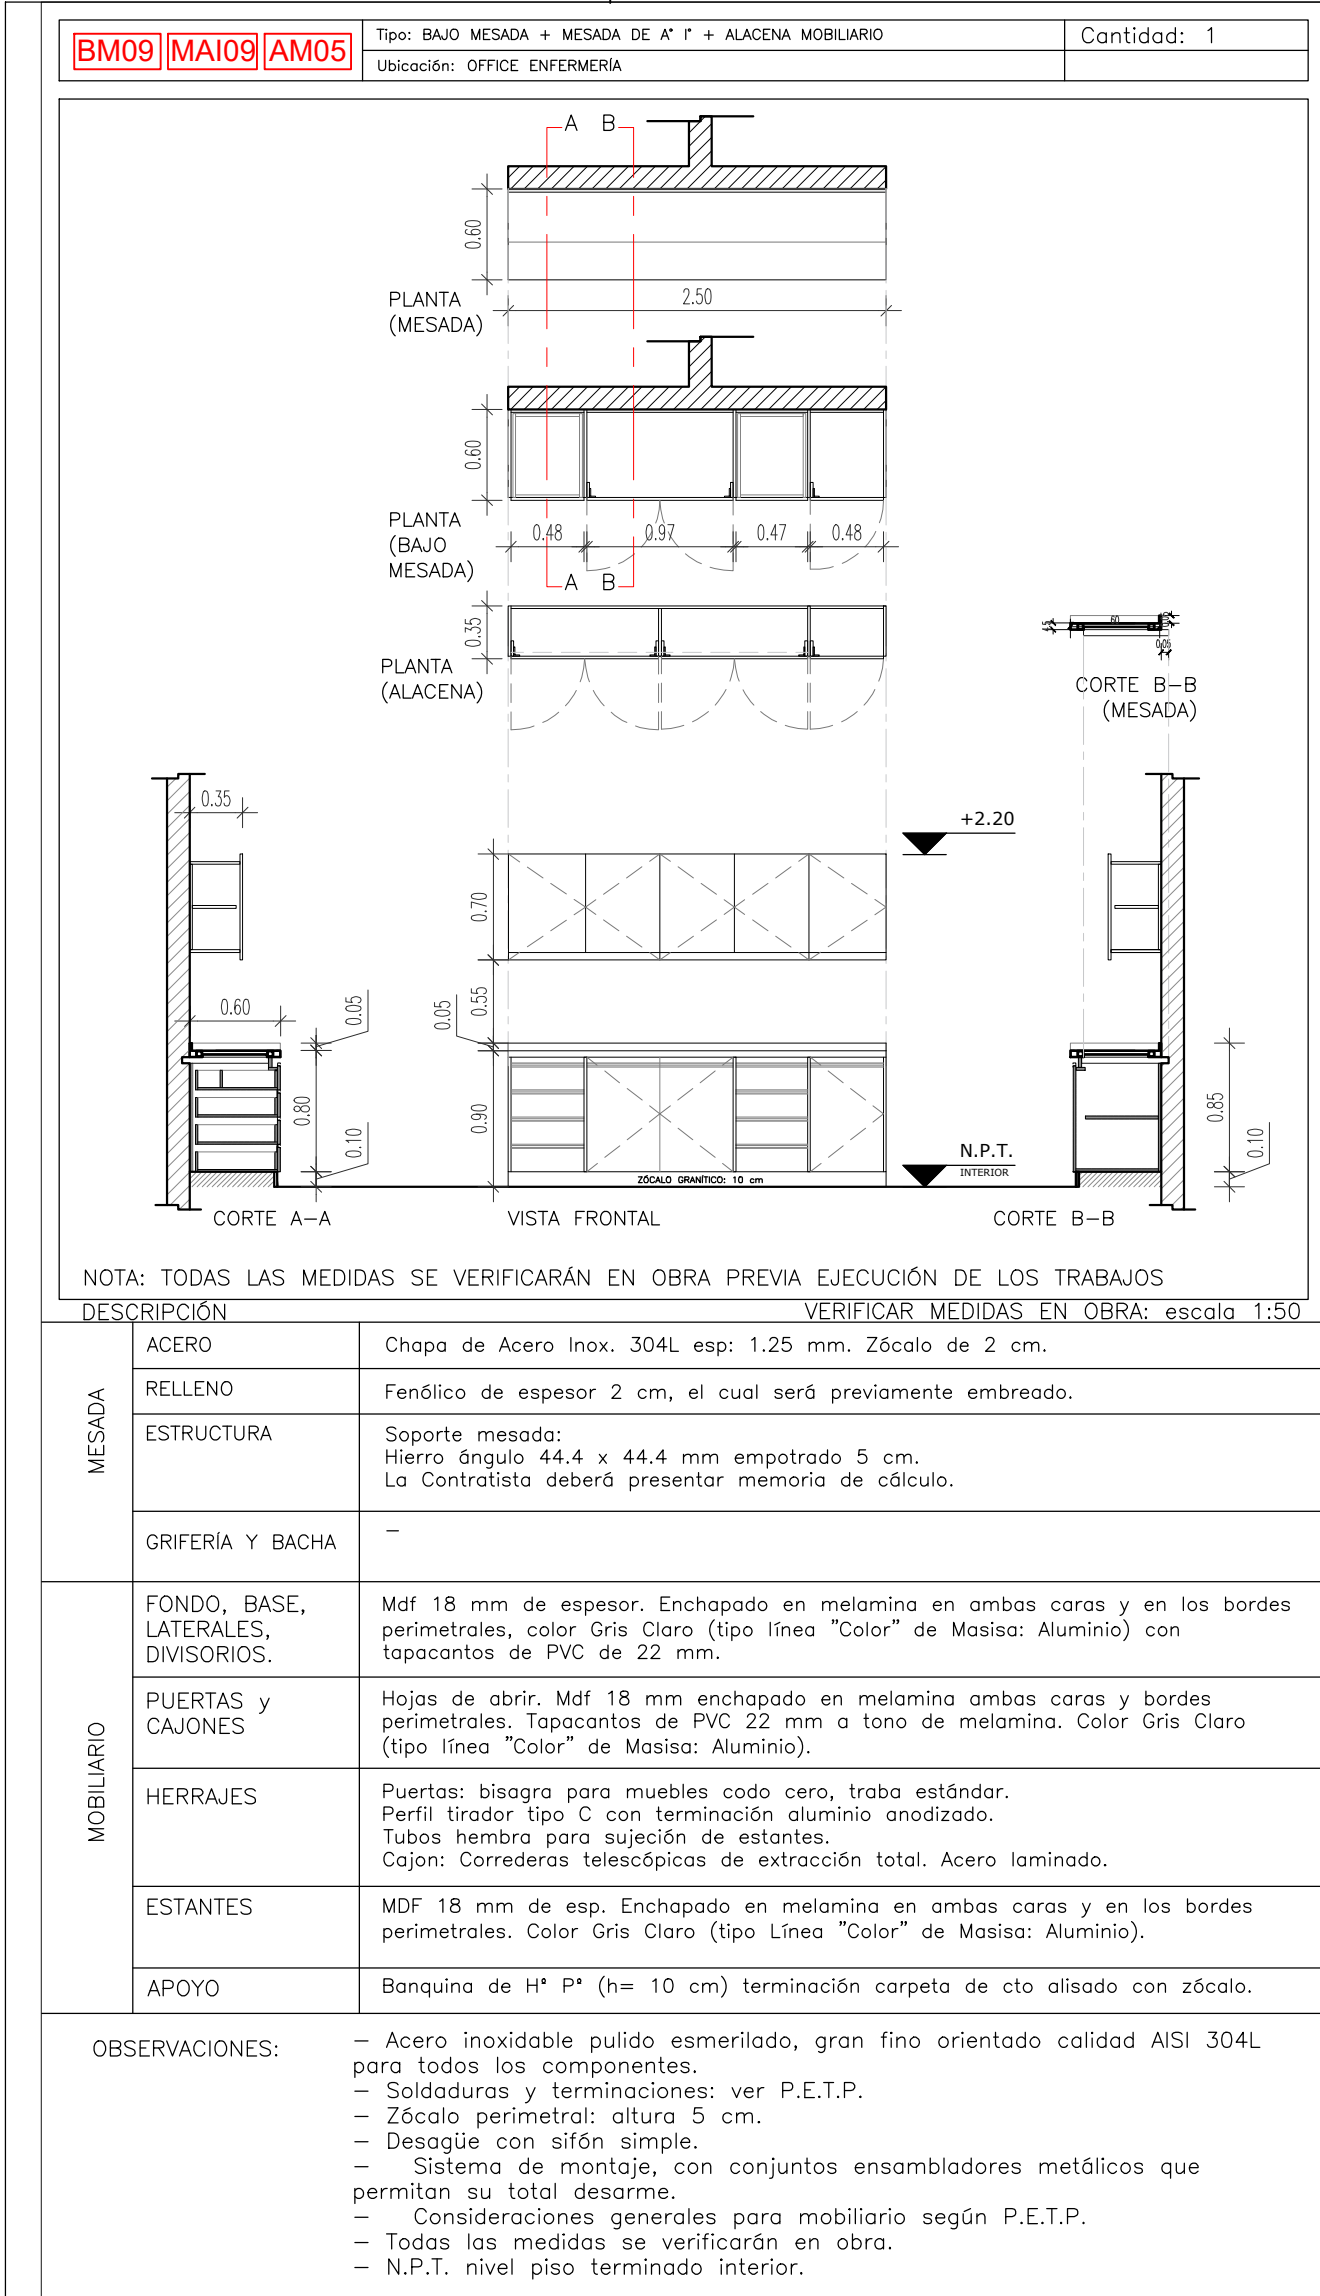 BM09 MAI09 AM05
Tipo: BAJO MESADA + MESADA DE A° I° + ALACENA MOBILIARIO
Cantidad: 1
Ubicación: OFFICE ENFERMERÍA
A B
0.60
PLANTA
(MESADA)
2.50
0.60
PLANTA
(BAJO
MESADA)
0.48 0.97 0.47 0.48
A B
0.35
PLANTA
(ALACENA)
60
0.05
CORTE B-B
(MESADA)
0.35
+2.20
0.70
0.60
0.05
0.05
0.55
0.80
0.10
0.90
0.85
0.10
N.P.T.
INTERIOR
ZÓCALO GRANÍTICO: 10 cm
CORTE A-A
VISTA FRONTAL
CORTE B-B
NOTA: TODAS LAS MEDIDAS SE VERIFICARÁN EN OBRA PREVIA EJECUCIÓN DE LOS TRABAJOS
DESCRIPCIÓN
VERIFICAR MEDIDAS EN OBRA: escala 1:50
MESADA
ACERO
Chapa de Acero Inox. 304L esp: 1.25 mm. Zócalo de 2 cm.
RELLENO
Fenólico de espesor 2 cm, el cual será previamente embreado.
ESTRUCTURA
Soporte mesada:
Hierro ángulo 44.4 x 44.4 mm empotrado 5 cm.
La Contratista deberá presentar memoria de cálculo.
GRIFERÍA Y BACHA
–
MOBILIARIO
FONDO, BASE,
LATERALES,
DIVISORIOS.
Mdf 18 mm de espesor. Enchapado en melamina en ambas caras y en los bordes
perimetrales, color Gris Claro (tipo línea "Color" de Masisa: Aluminio) con
tapacantos de PVC de 22 mm.
PUERTAS y
CAJONES
Hojas de abrir. Mdf 18 mm enchapado en melamina ambas caras y bordes
perimetrales. Tapacantos de PVC 22 mm a tono de melamina. Color Gris Claro
(tipo línea "Color" de Masisa: Aluminio).
HERRAJES
Puertas: bisagra para muebles codo cero, traba estándar.
Perfil tirador tipo C con terminación aluminio anodizado.
Tubos hembra para sujeción de estantes.
Cajon: Correderas telescópicas de extracción total. Acero laminado.
ESTANTES
MDF 18 mm de esp. Enchapado en melamina en ambas caras y en los bordes
perimetrales. Color Gris Claro (tipo Línea "Color" de Masisa: Aluminio).
APOYO
Banquina de H° P° (h= 10 cm) terminación carpeta de cto alisado con zócalo.
OBSERVACIONES:
– Acero inoxidable pulido esmerilado, gran fino orientado calidad AISI 304L
para todos los componentes.
– Soldaduras y terminaciones: ver P.E.T.P.
– Zócalo perimetral: altura 5 cm.
– Desagüe con sifón simple.
– Sistema de montaje, con conjuntos ensambladores metálicos que
permitan su total desarme.
– Consideraciones generales para mobiliario según P.E.T.P.
– Todas las medidas se verificarán en obra.
– N.P.T. nivel piso terminado interior.